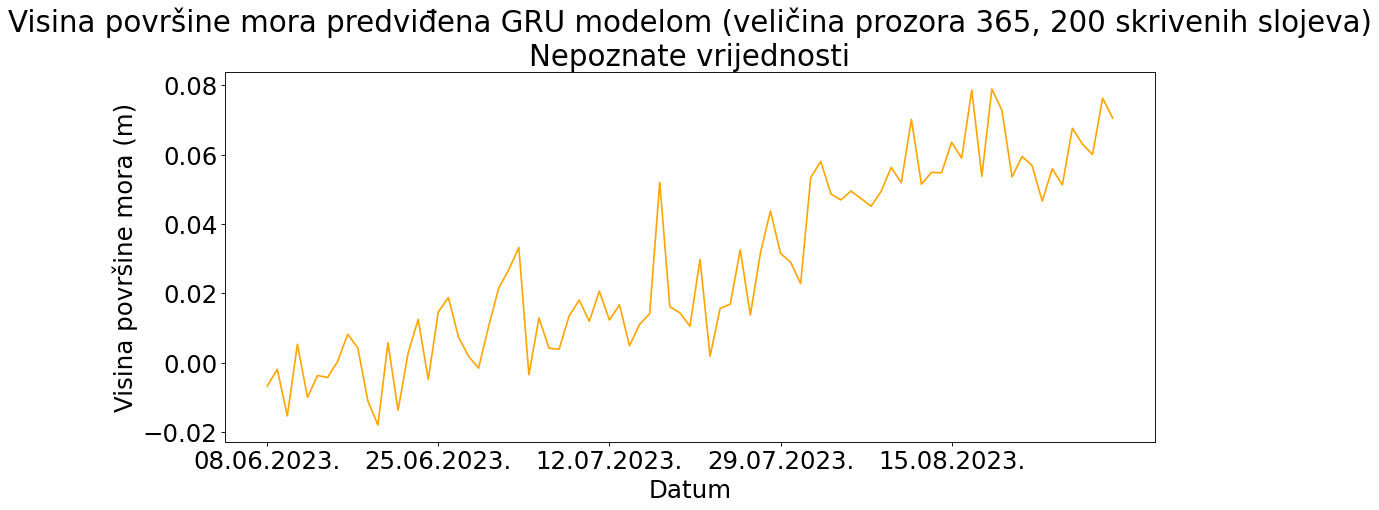 Visina površine mora predviđena GRU modelom (veličina prozora 365, 200 skrivenih slojeva)
Nepoznate vrijednosti
Visina površine mora (m)
0.08
0.06
0.04
0.02
0.00
−0.02
08.06.2023. 25.06.2023. 12.07.2023. 29.07.2023. 15.08.2023.
Datum